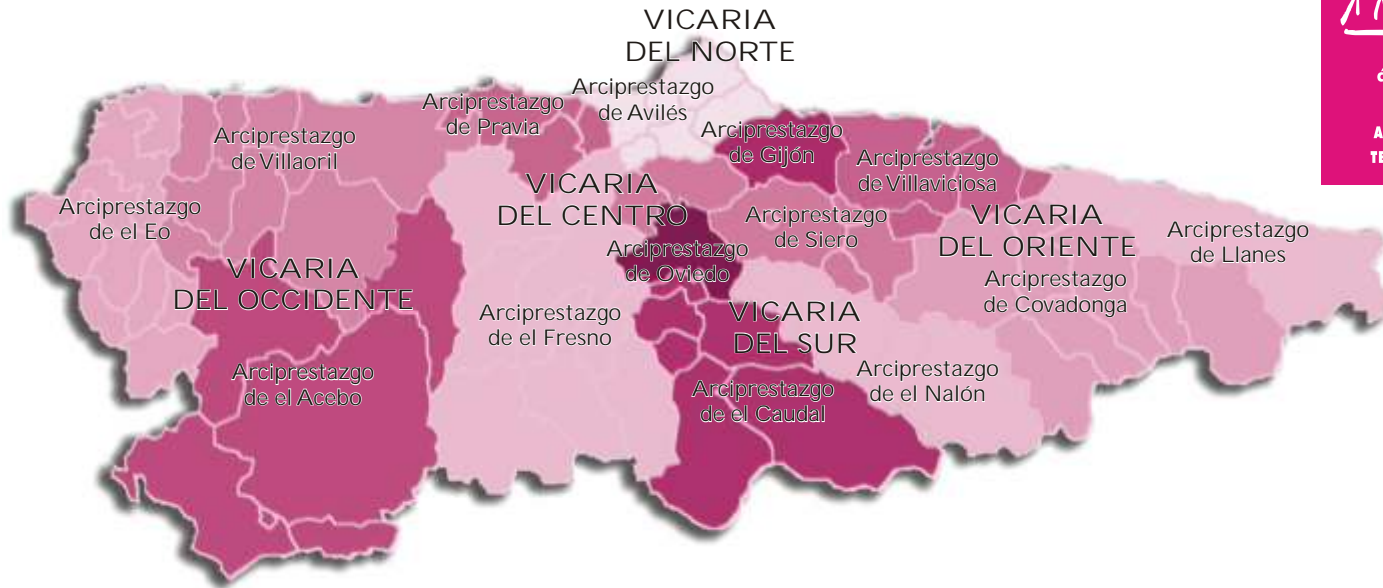 VICARIA
DEL NORTE
Arciprestazgo
de Avilés
Arciprestazgo
de Pravia
Arciprestazgo
de Villaoril
Arciprestazgo
de Gijón
Arciprestazgo
de Villaviciosa
VICARIA
DEL CENTRO
Arciprestazgo
de el Eo
Arciprestazgo
de Siero
VICARIA
DEL ORIENTE
Arciprestazgo
de Llanes
Arciprestazgo
de Oviedo
VICARIA
DEL OCCIDENTE
Arciprestazgo
de Covadonga
Arciprestazgo
de el Fresno
VICARIA
DEL SUR
Arciprestazgo
de el Acebo
Arciprestazgo
de el Nalón
Arciprestazgo
de el Caudal